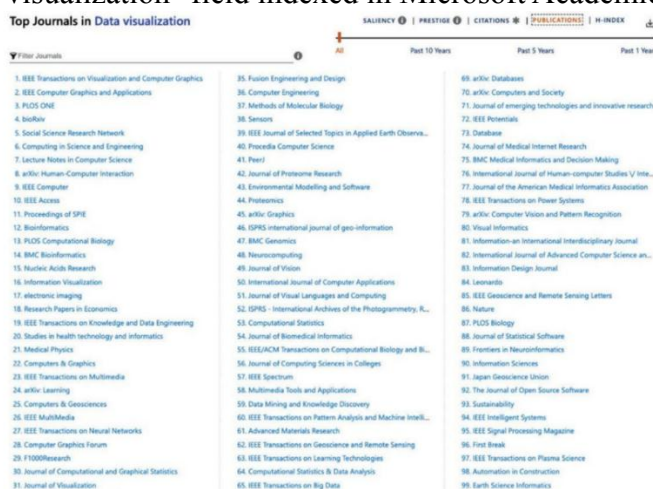 visualization" field indexed in Microsoft Academic
Top Journals in Data visualization
SALIENCY | PRESTIGE | CITATIONS | PUBLICATIONS | H-INDEX
Filter Journals
All Past 10 Years Past 5 Years Past 1 Year
1. IEEE Transactions on Visualization and Computer Graphics
2. IEEE Computer Graphics and Applications
3. PLOS ONE
4. bioRxiv
5. Social Science Research Network
6. Computing in Science and Engineering
7. Lecture Notes in Computer Science
8. arXiv: Human-Computer Interaction
9. IEEE Computer
10. IEEE Access
11. Proceedings of SPIE
12. Bioinformatics
13. PLOS Computational Biology
14. BMC Bioinformatics
15. Nucleic Acids Research
16. Information Visualization
17. electronic imaging
18. Research Papers in Economics
19. IEEE Transactions on Knowledge and Data Engineering
20. Studies in health technology and informatics
21. Medical Physics
22. Computers & Graphics
23. IEEE Transactions on Multimedia
24. arXiv: Learning
25. Computers & Geosciences
26. IEEE MultiMedia
27. IEEE Transactions on Neural Networks
28. Computer Graphics Forum
29. F1000Research
30. Journal of Computational and Graphical Statistics
31. Journal of Visualization
35. Fusion Engineering and Design
36. Computer Engineering
37. Methods of Molecular Biology
38. Sensors
39. IEEE Journal of Selected Topics in Applied Earth Observa...
40. Procedia Computer Science
41. PeerJ
42. Journal of Proteome Research
43. Environmental Modelling and Software
44. Proteomics
45. arXiv: Graphics
46. ISPRS international journal of geo-information
47. BMC Genomics
48. Neurocomputing
49. Journal of Vision
50. International Journal of Computer Applications
51. Journal of Visual Languages and Computing
52. ISPRS - International Archives of the Photogrammetry, R...
53. Computational Statistics
54. Journal of Biomedical Informatics
55. IEEE/ACM Transactions on Computational Biology and Bi...
56. Journal of Computing Sciences in Colleges
57. IEEE Spectrum
58. Multimedia Tools and Applications
59. Data Mining and Knowledge Discovery
60. IEEE Transactions on Pattern Analysis and Machine Intelli...
61. Advanced Materials Research
62. IEEE Transactions on Geoscience and Remote Sensing
63. IEEE Transactions on Learning Technologies
64. Computational Statistics & Data Analysis
65. IEEE Transactions on Big Data
69. arXiv: Databases
70. arXiv: Computers and Society
71. Journal of emerging technologies and innovative research
72. IEEE Potentials
73. Database
74. Journal of Medical Internet Research
75. BMC Medical Informatics and Decision Making
76. International Journal of Human-computer Studies \/ Inte...
77. Journal of the American Medical Informatics Association
78. IEEE Transactions on Power Systems
79. arXiv: Computer Vision and Pattern Recognition
80. Visual Informatics
81. Information-an International Interdisciplinary Journal
82. International Journal of Advanced Computer Science an...
83. Information Design Journal
84. Leonardo
85. IEEE Geoscience and Remote Sensing Letters
86. Nature
87. PLOS Biology
88. Journal of Statistical Software
89. Frontiers in Neuroinformatics
90. Information Sciences
91. Japan Geoscience Union
92. The Journal of Open Source Software
93. Sustainability
94. IEEE Intelligent Systems
95. IEEE Signal Processing Magazine
96. First Break
97. IEEE Transactions on Plasma Science
98. Automation in Construction
99. Earth Science Informatics